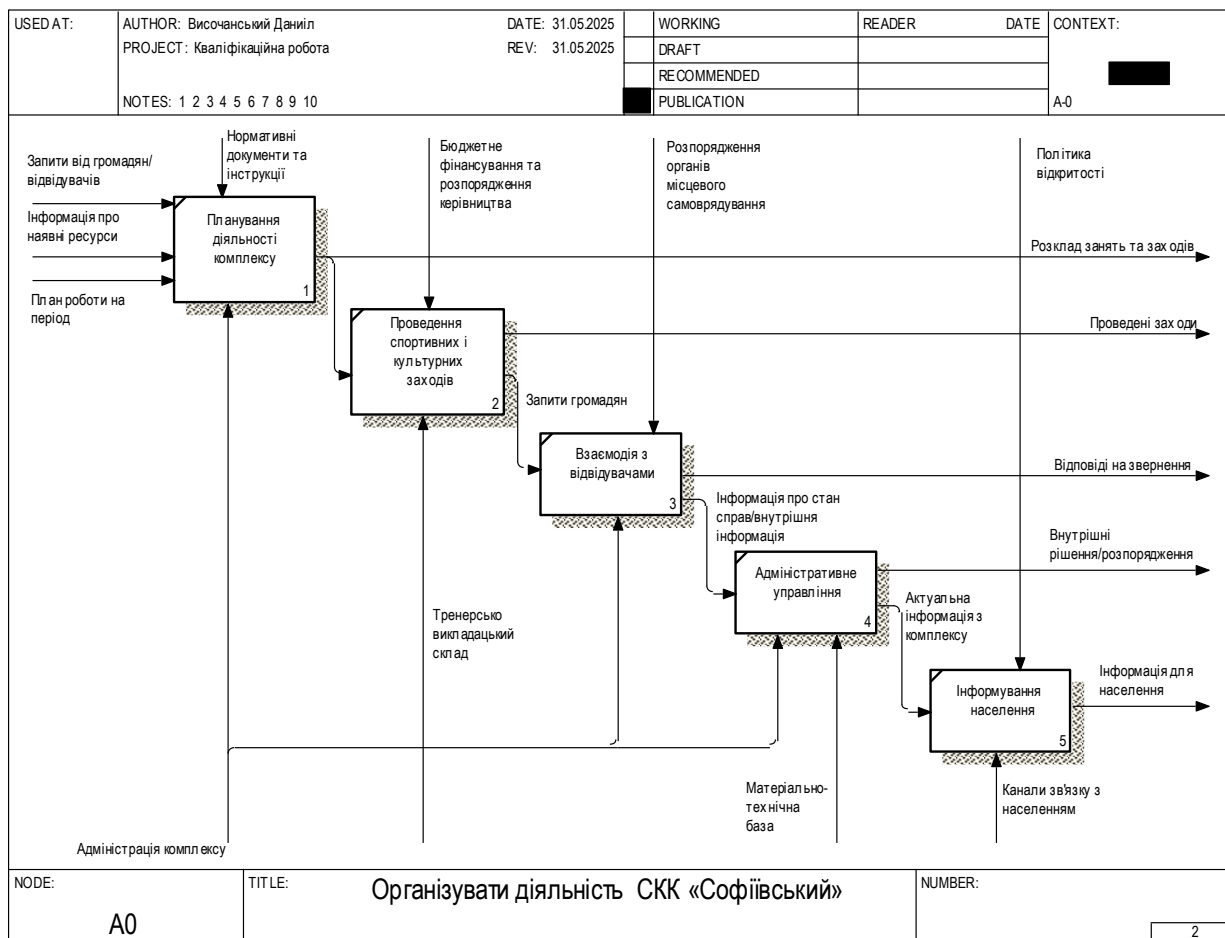 USED AT:
AUTHOR: Височанський Даниїл
DATE: 31.05.2025
PROJECT: Кваліфікаційна робота
REV: 31.05.2025
NOTES: 1 2 3 4 5 6 7 8 9 10
WORKING
DRAFT
RECOMMENDED
PUBLICATION
READER
DATE
CONTEXT:
A-0
Запити від громадян/
відвідувачів
Інформація про
наявні ресурси
План роботи на
період
Нормативні
документи та
інструкції
Бюджетне
фінансування та
розпорядження
керівництва
Розпорядження
органів
місцевого
самоврядування
Політика
відкритості
Планування
діяльності
комплексу
1
Розклад занять та заходів
Проведення
спортивних і
культурних
заходів
2
Проведені заходи
Запити громадян
Взаємодія з
відвідувачами
3
Відповіді на звернення
Інформація про стан
справ/внутрішня
інформація
Внутрішні
рішення/розпорядження
Адміністративне
управління
4
Актуальна
інформація з
комплексу
Тренерсько
викладацький
склад
Інформування
населення
5
Інформація для
населення
Матеріально-
технічна
база
Канали зв'язку з
населенням
Адміністрація комплексу
NODE:
A0
TITLE:
Організувати діяльність СКК «Софіївський»
NUMBER:
2